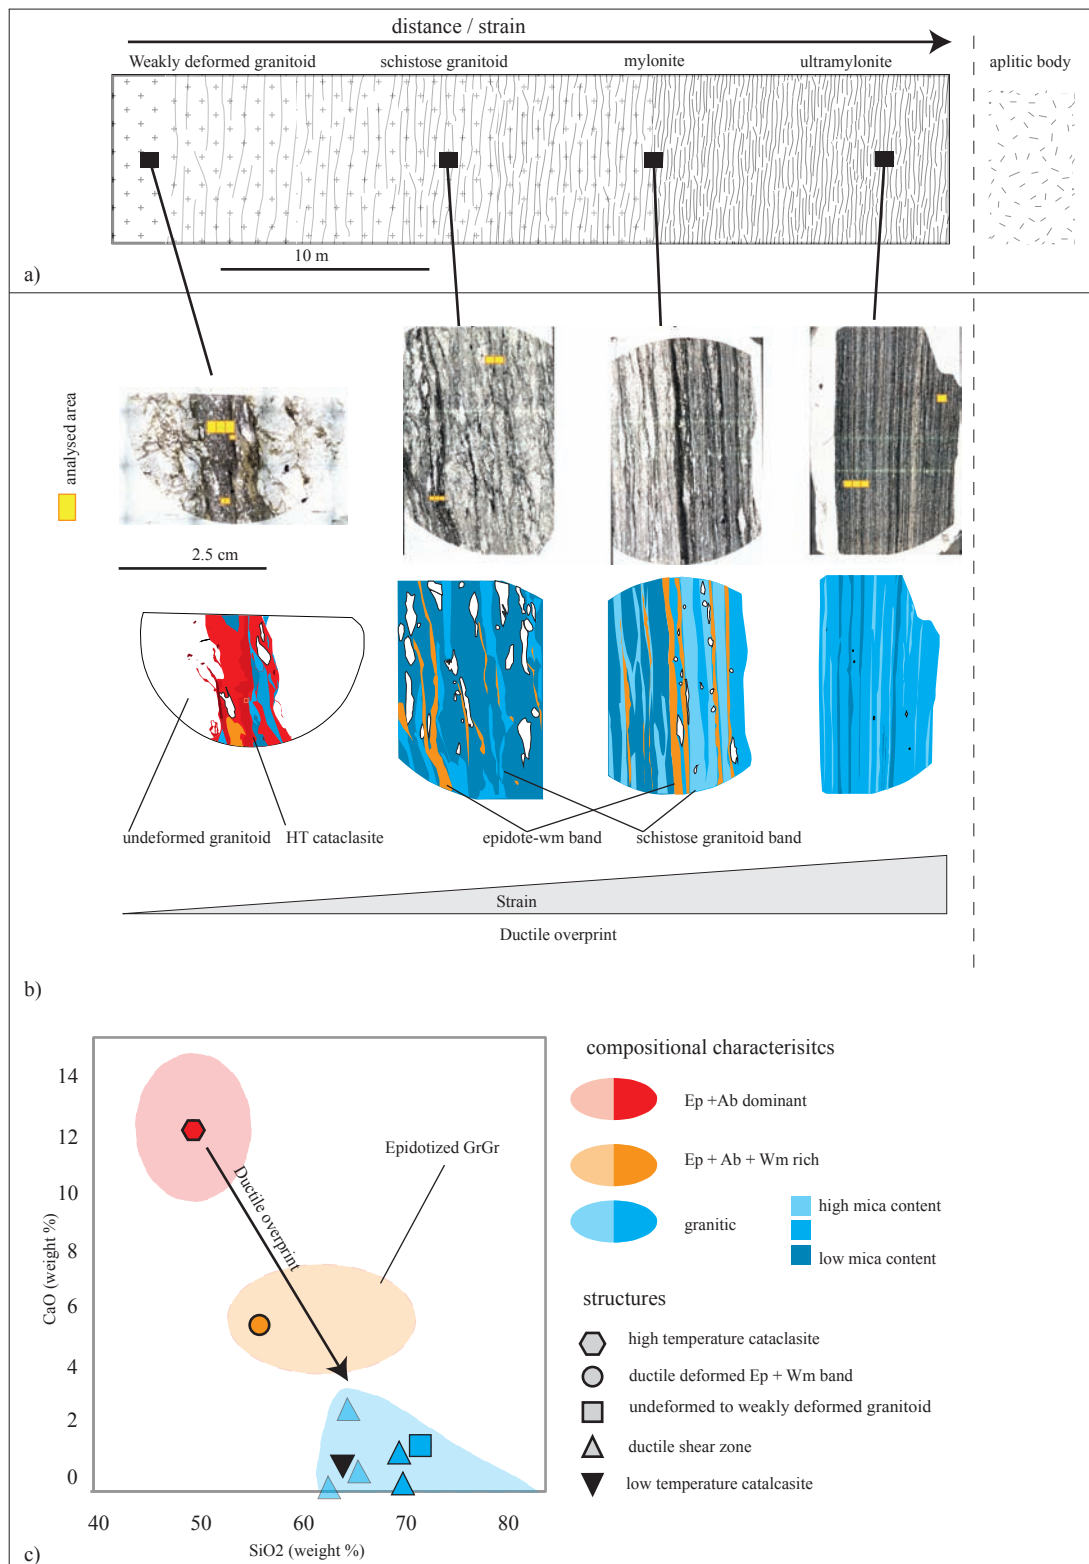 distance / strain
Weakly deformed granitoid schistose granitoid mylonite ultramylonite aplitic body
10 m
a)
analysed area
2.5 cm
undeformed granitoid HT cataclasite epidote-wm band schistose granitoid band
Strain
Ductile overprint
b)
compositional characterisitcs
14
12
10
8
6
4
2
0
CaO (weight %)
40 50 60 70 80
SiO2 (weight %)
Ductile overprint
Epidotized GrGr
Ep +Ab dominant
Ep + Ab + Wm rich
granitic
high mica content
low mica content
structures
high temperature cataclasite
ductile deformed Ep + Wm band
undeformed to weakly deformed granitoid
ductile shear zone
low temperature catalcasite
c)